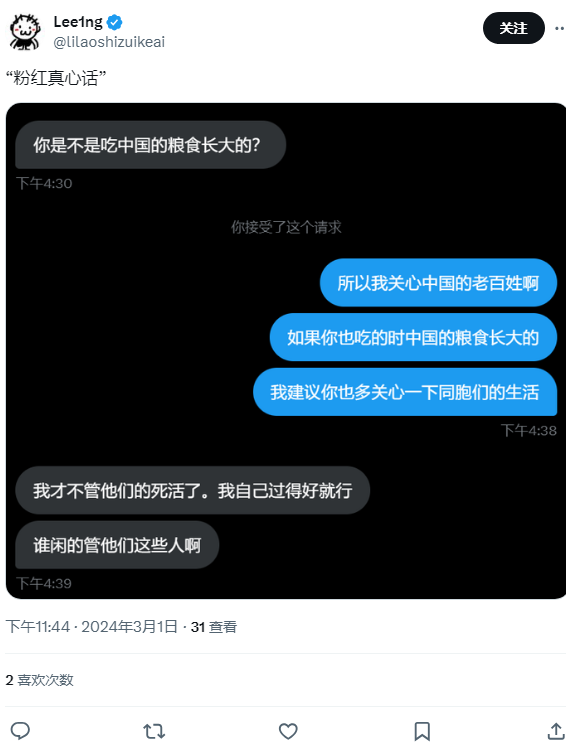 Lee1ng
关注
@lilaoshizuikeai
“粉红真心话”
你是不是吃中国的粮食长大的？
下午4:30
你接受了这个请求
所以我关心中国的老百姓啊
如果你也吃的时中国的粮食长大的
我建议你也多关心一下同胞们的生活
下午4:38
我才不管他们的死活了。我自己过得好就行
谁闲的管他们这些人啊
下午4:39
下午11:44 · 2024年3月1日 · 31 查看
2 喜欢次数